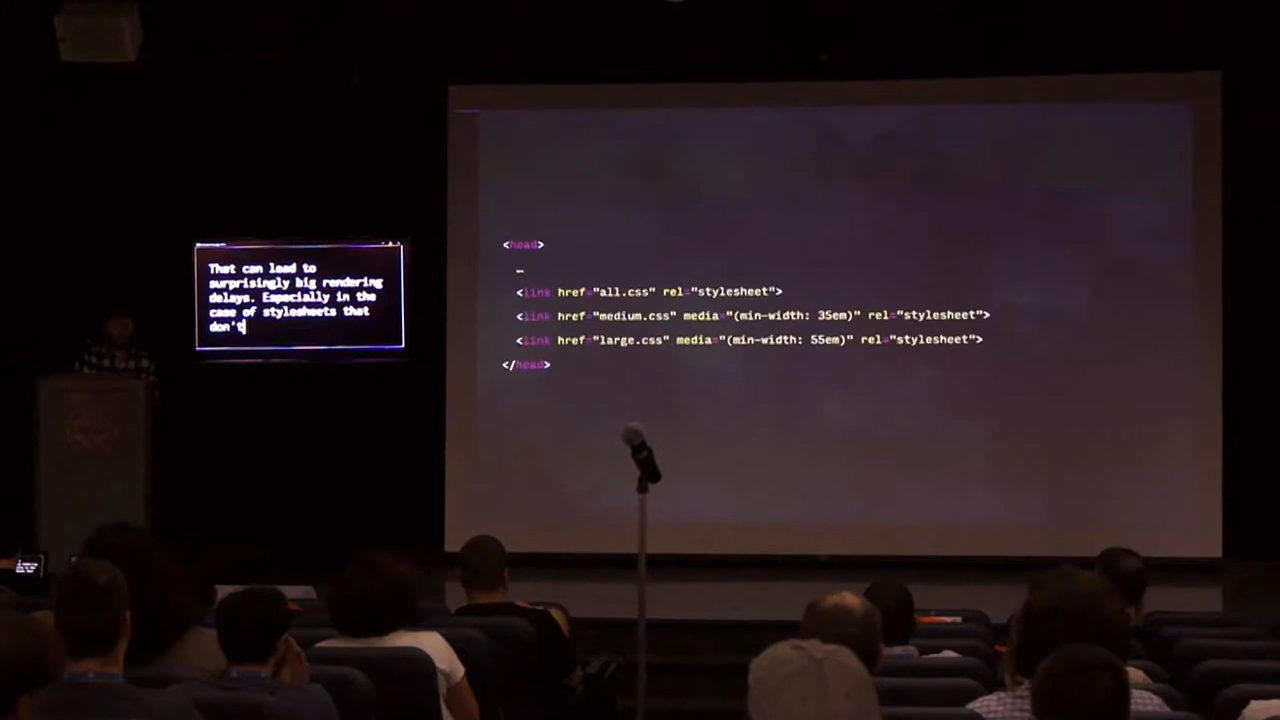 That can lead to
surprisingly big rendering
delays. Especially in the
case of stylesheets that
don't
<head>
…
<link href="all.css" rel="stylesheet">
<link href="medium.css" media="(min-width: 35em)" rel="stylesheet">
<link href="large.css" media="(min-width: 55em)" rel="stylesheet">
</head>